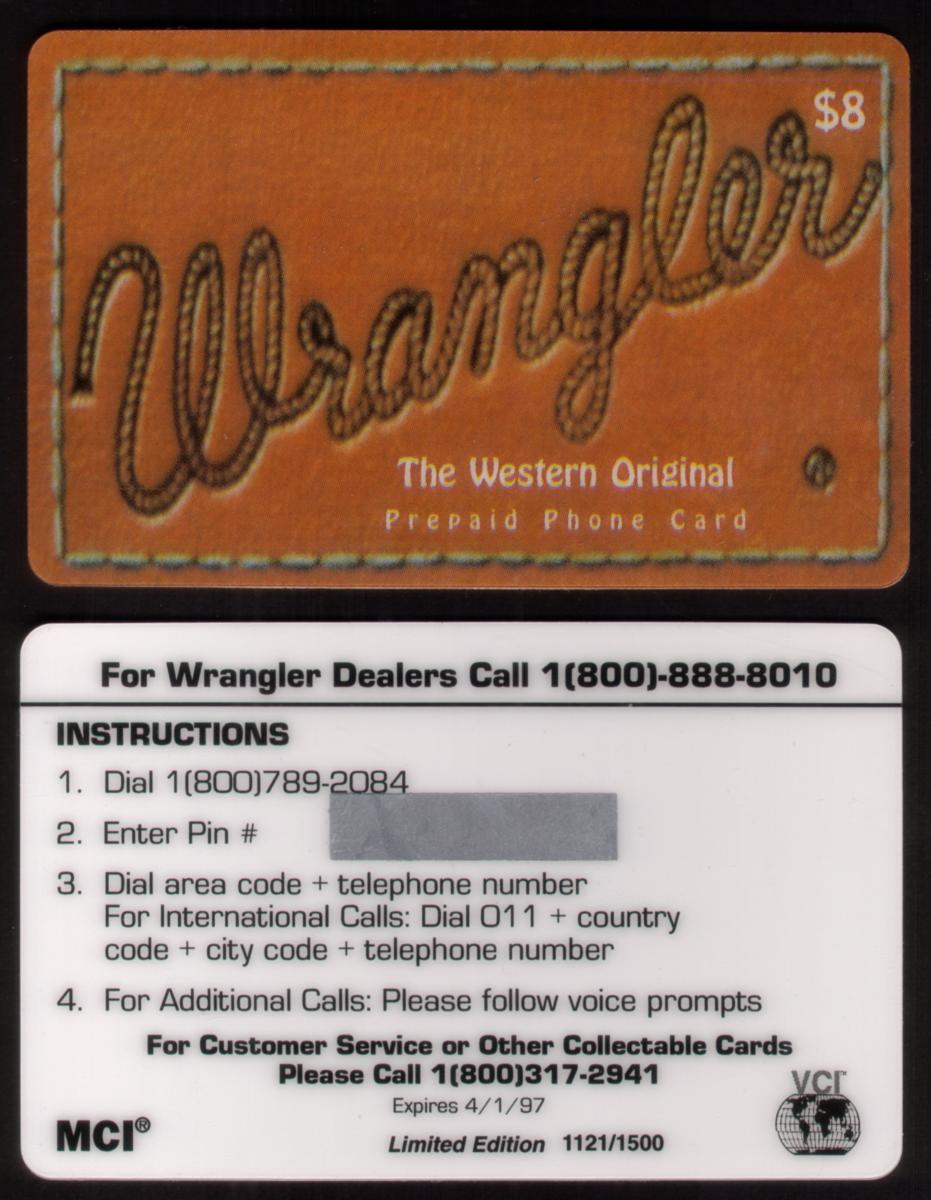 $8
Wrangler
The Western Original
Prepaid Phone Card
For Wrangler Dealers Call 1(800)-888-8010
INSTRUCTIONS
1. Dial 1(800)789-2084
2. Enter Pin #
3. Dial area code + telephone number
For International Calls: Dial 011 + country
code + city code + telephone number
4. For Additional Calls: Please follow voice prompts
For Customer Service or Other Collectable Cards
Please Call 1(800)317-2941
Expires 4/1/97
MCI®
Limited Edition 1121/1500
VCI™